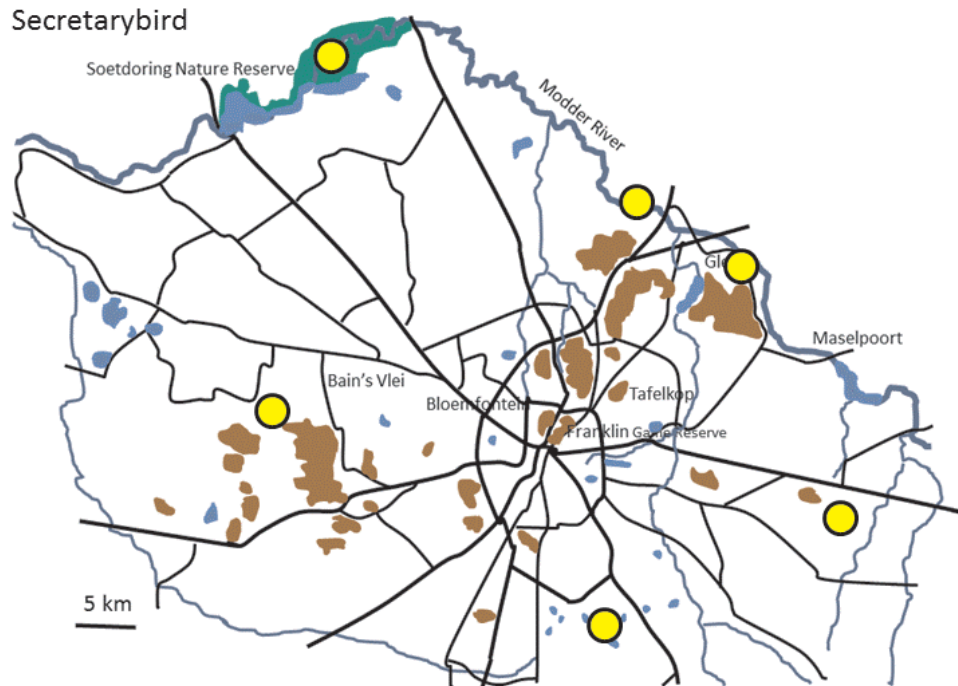 Secretarybird
Soetdoring Nature Reserve
Modder River
Maselpoort
Bain's Vlei
Tafelkop
Bloemfontein
Franklin Game Reserve
5 km